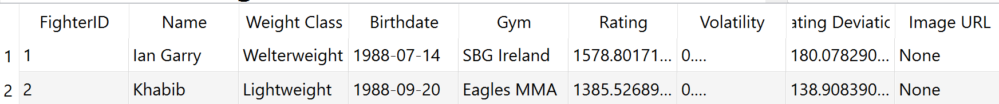 FighterID Name Weight Class Birthdate Gym Rating Volatility ating Deviatic Image URL
1 1 Ian Garry Welterweight 1988-07-14 SBG Ireland 1578.80171... 0.... 180.078290... None
2 2 Khabib Lightweight 1988-09-20 Eagles MMA 1385.52689... 0.... 138.908390... None